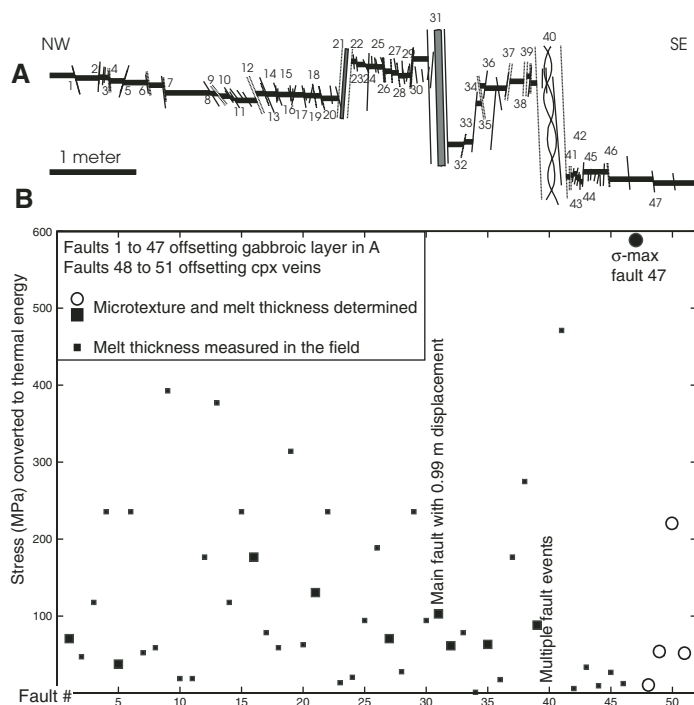 NW
SE
A
1 2 3 4 5 6 7 8 9 10 11 12 13 14 15 16 17 18 19 20 21 22 23 24 25 26 27 28 29 30 31 32 33 34 35 36 37 38 39 40 41 42 43 44 45 46 47
1 meter
B
600
500
400
300
200
100
Stress (MPa) converted to thermal energy
Faults 1 to 47 offsetting gabbroic layer in A
Faults 48 to 51 offsetting cpx veins
Microtexture and melt thickness determined
Melt thickness measured in the field
σ-max
fault 47
Main fault with 0.99 m displacement
Multiple fault events
Fault #
5 10 15 20 25 30 35 40 45 50